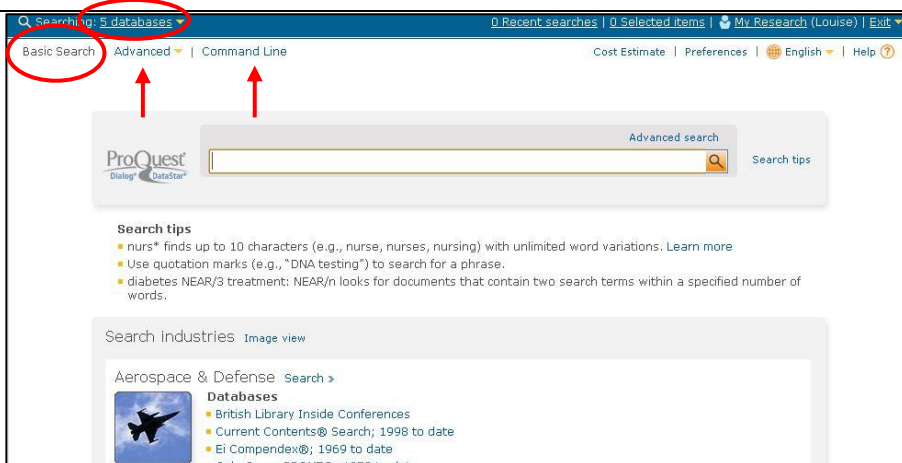 Searching: 5 databases 0 Recent searches | 0 Selected items | My Research (Louise) | Exit
Basic Search Advanced | Command Line Cost Estimate | Preferences | English | Help ?
Advanced search
ProQuest
Dialog® DataStar®
Search tips
Search tips
nurs* finds up to 10 characters (e.g., nurse, nurses, nursing) with unlimited word variations. Learn more
Use quotation marks (e.g., "DNA testing") to search for a phrase.
diabetes NEAR/3 treatment: NEAR/n looks for documents that contain two search terms within a specified number of
words.
Search industries Image view
Aerospace & Defense Search »
Databases
British Library Inside Conferences
Current Contents® Search; 1998 to date
Ei Compendex®; 1969 to date